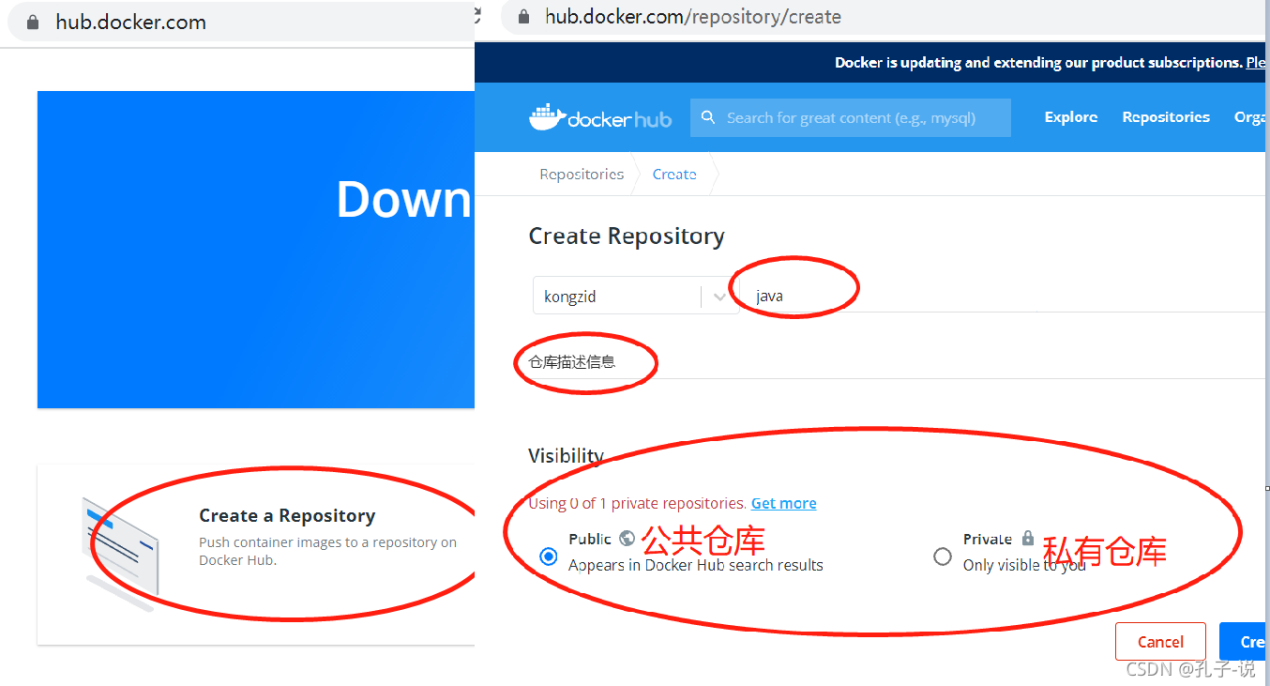 hub.docker.com
Down
Create a Repository
Push container images to a repository on
Docker Hub.
hub.docker.com/repository/create
Docker is updating and extending our product subscriptions. Ple
dockerhub
Search for great content (e.g., mysql)
Explore
Repositories
Orga
Repositories
Create
Create Repository
kongzid
java
仓库描述信息
Visibility
Using 0 of 1 private repositories. Get more
Public 公共仓库
Appears in Docker Hub search results
Private 私有仓库
Only visible to you
Cancel
Cre
CSDN @孔子-说